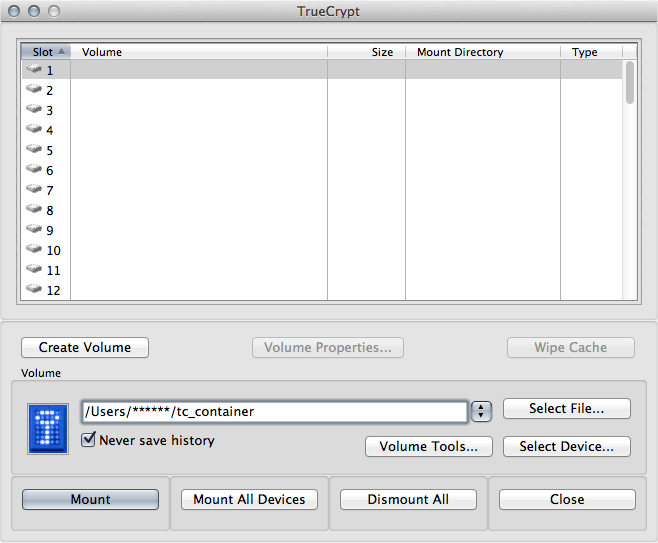 TrueCrypt
Slot Volume Size Mount Directory Type
1
2
3
4
5
6
7
8
9
10
11
12
Create Volume Volume Properties... Wipe Cache
Volume
/Users/******/tc_container Select File...
Never save history Volume Tools... Select Device...
Mount Mount All Devices Dismount All Close